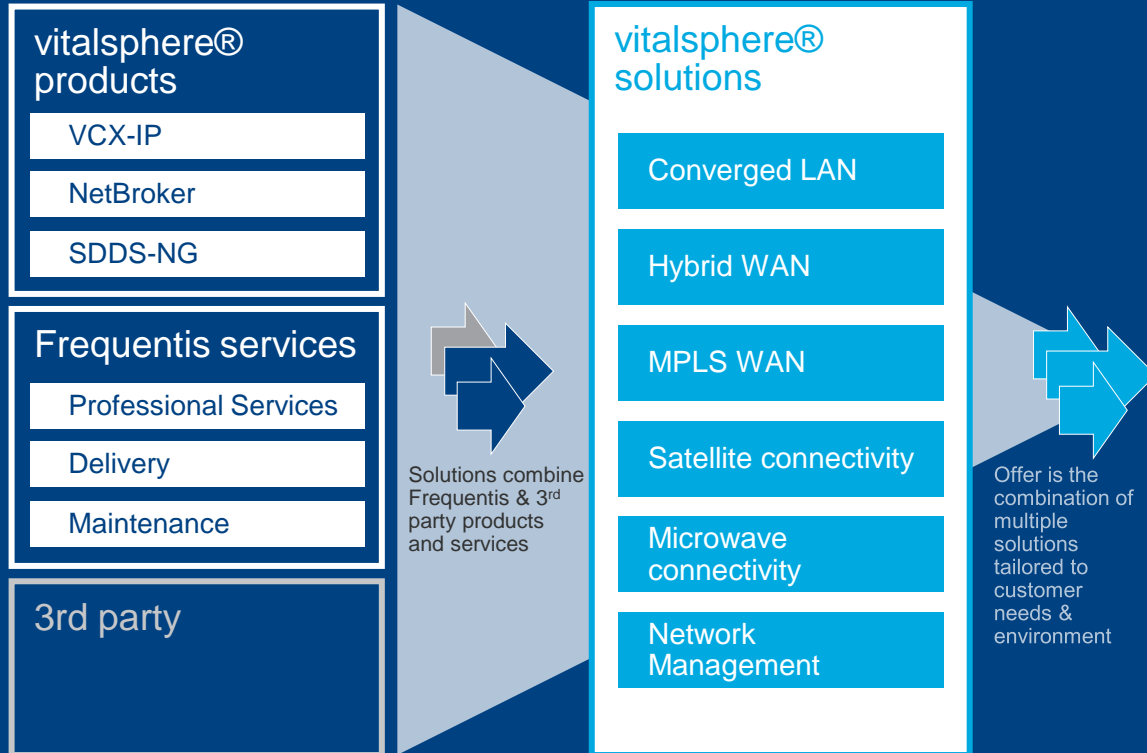 vitalsphere®
products
VCX-IP
NetBroker
SDDS-NG
Frequentis services
Professional Services
Delivery
Maintenance
3rd party
Solutions combine
Frequentis & 3rd
party products
and services
vitalsphere®
solutions
Converged LAN
Hybrid WAN
MPLS WAN
Satellite connectivity
Microwave
connectivity
Network
Management
Offer is the
combination of
multiple
solutions
tailored to
customer
needs &
environment